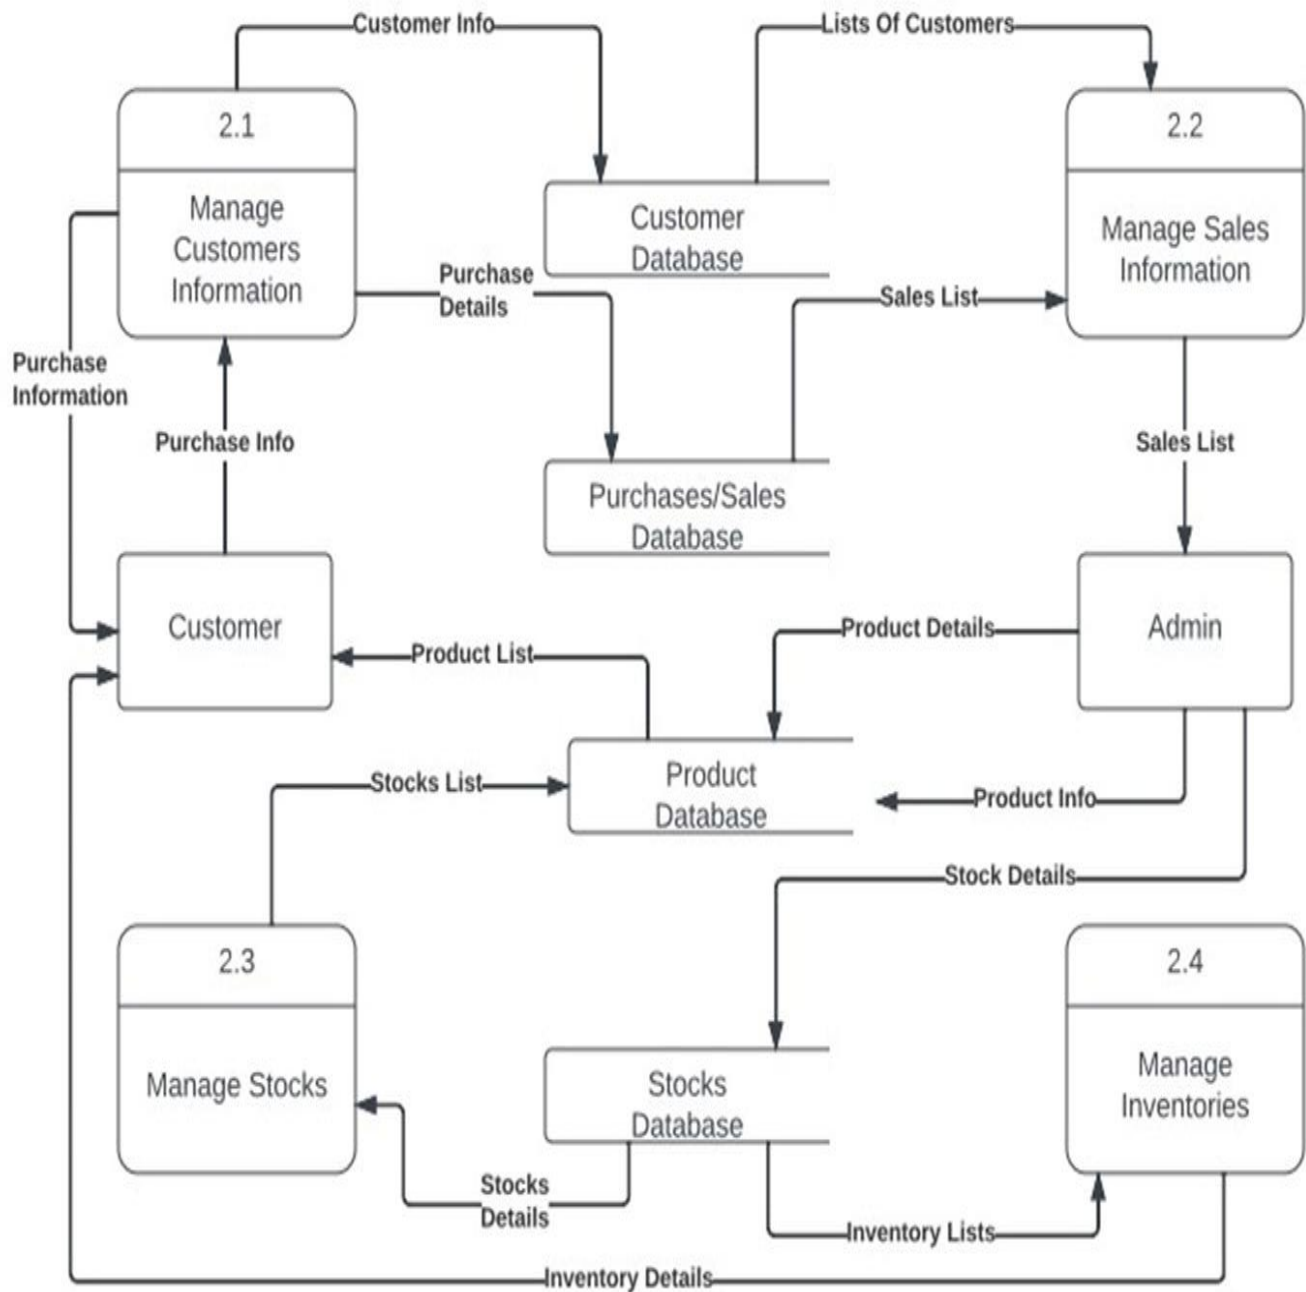 Customer Info
Lists Of Customers
2.1
2.2
Manage
Customers
Information
Customer
Database
Manage Sales
Information
Purchase
Details
Sales List
Purchase
Information
Purchase Info
Sales List
Purchases/Sales
Database
Customer
Product List
Product Details
Admin
Stocks List
Product
Database
Product Info
Stock Details
2.3
2.4
Manage Stocks
Stocks
Database
Manage
Inventories
Stocks
Details
Inventory Lists
Inventory Details